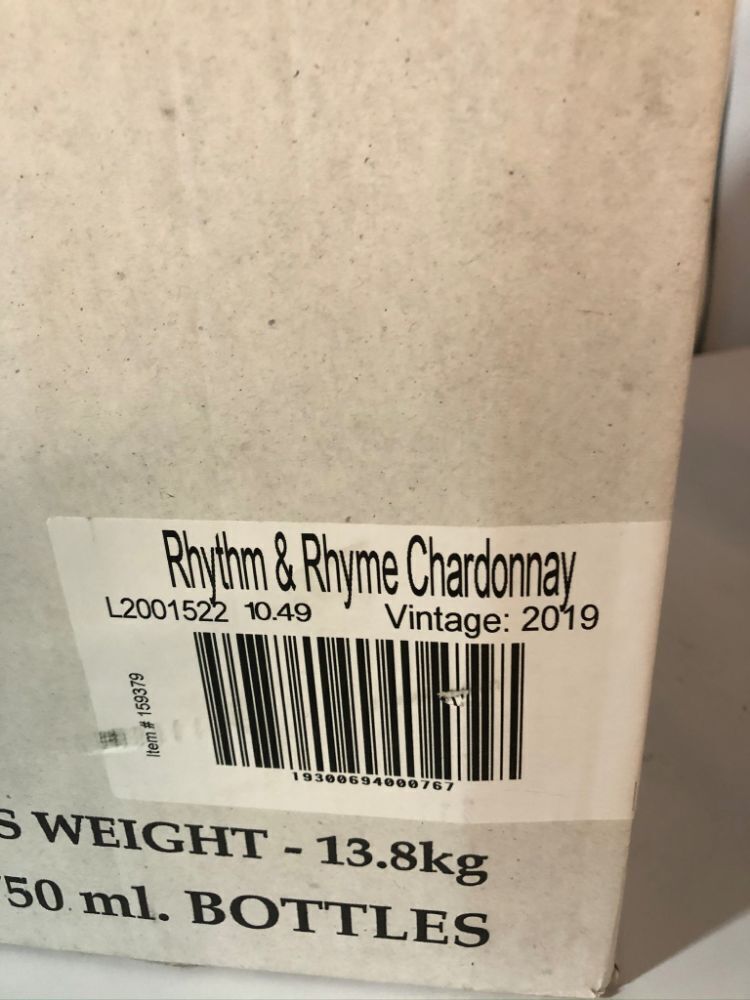 Rhythm & Rhyme Chardonnay
L2001522 10.49 Vintage: 2019
Item # 159379
19300694000767
S WEIGHT - 13.8kg
750 ml. BOTTLES